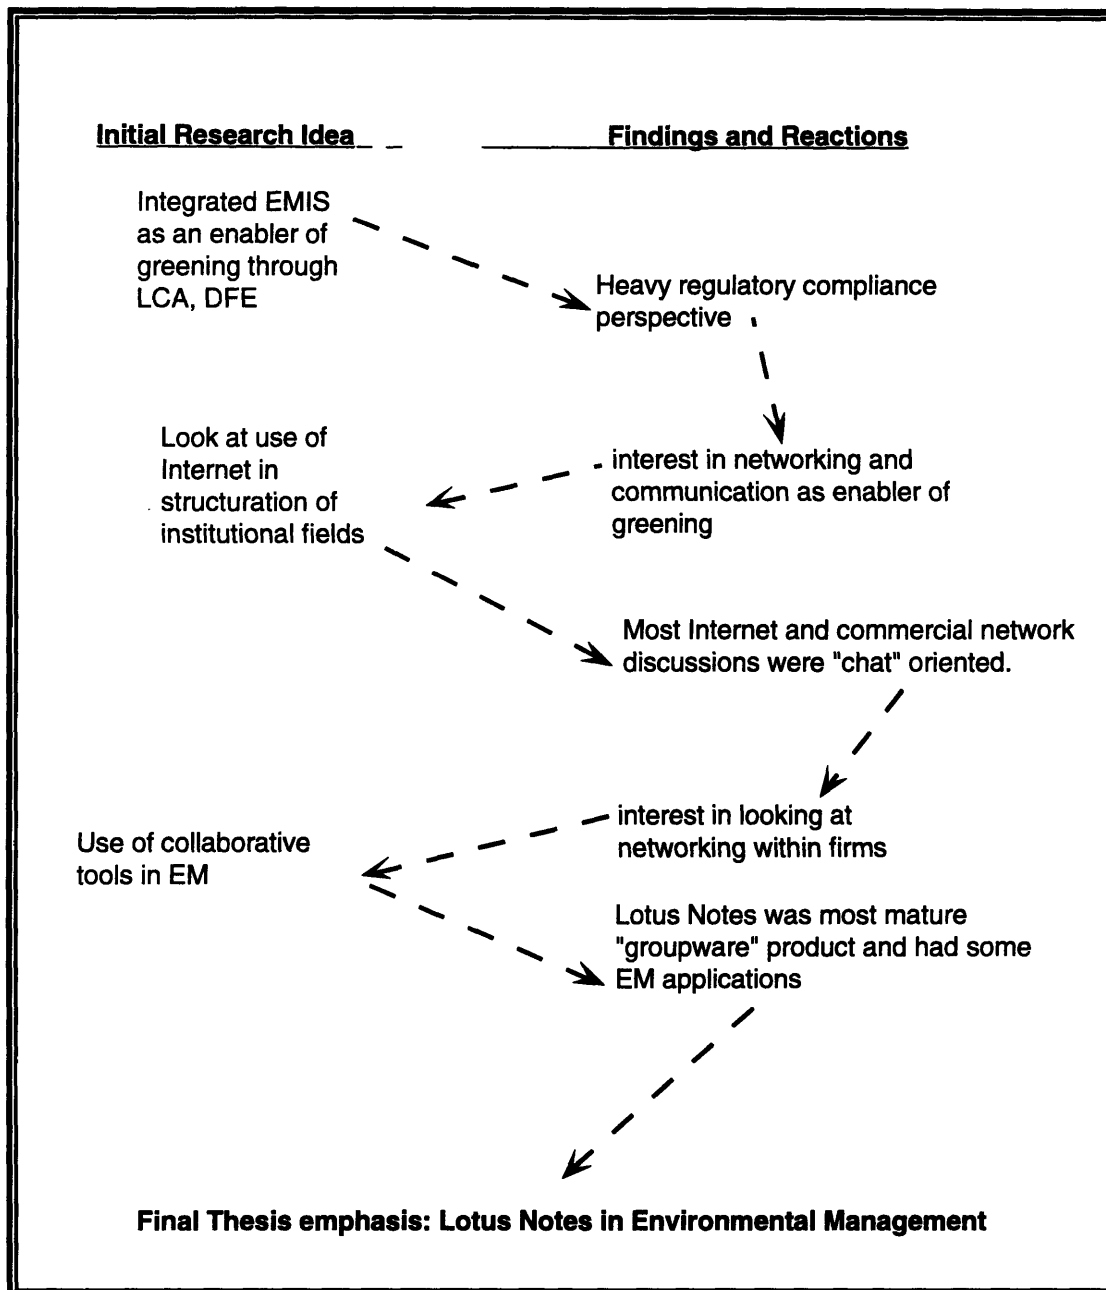 Initial Research Idea
Findings and Reactions
Integrated EMIS
as an enabler of
greening through
LCA, DFE
Heavy regulatory compliance
perspective
Look at use of
Internet in
structuration of
institutional fields
interest in networking and
communication as enabler of
greening
Most Internet and commercial network
discussions were "chat" oriented.
interest in looking at
networking within firms
Use of collaborative
tools in EM
Lotus Notes was most mature
"groupware" product and had some
EM applications
Final Thesis emphasis: Lotus Notes in Environmental Management